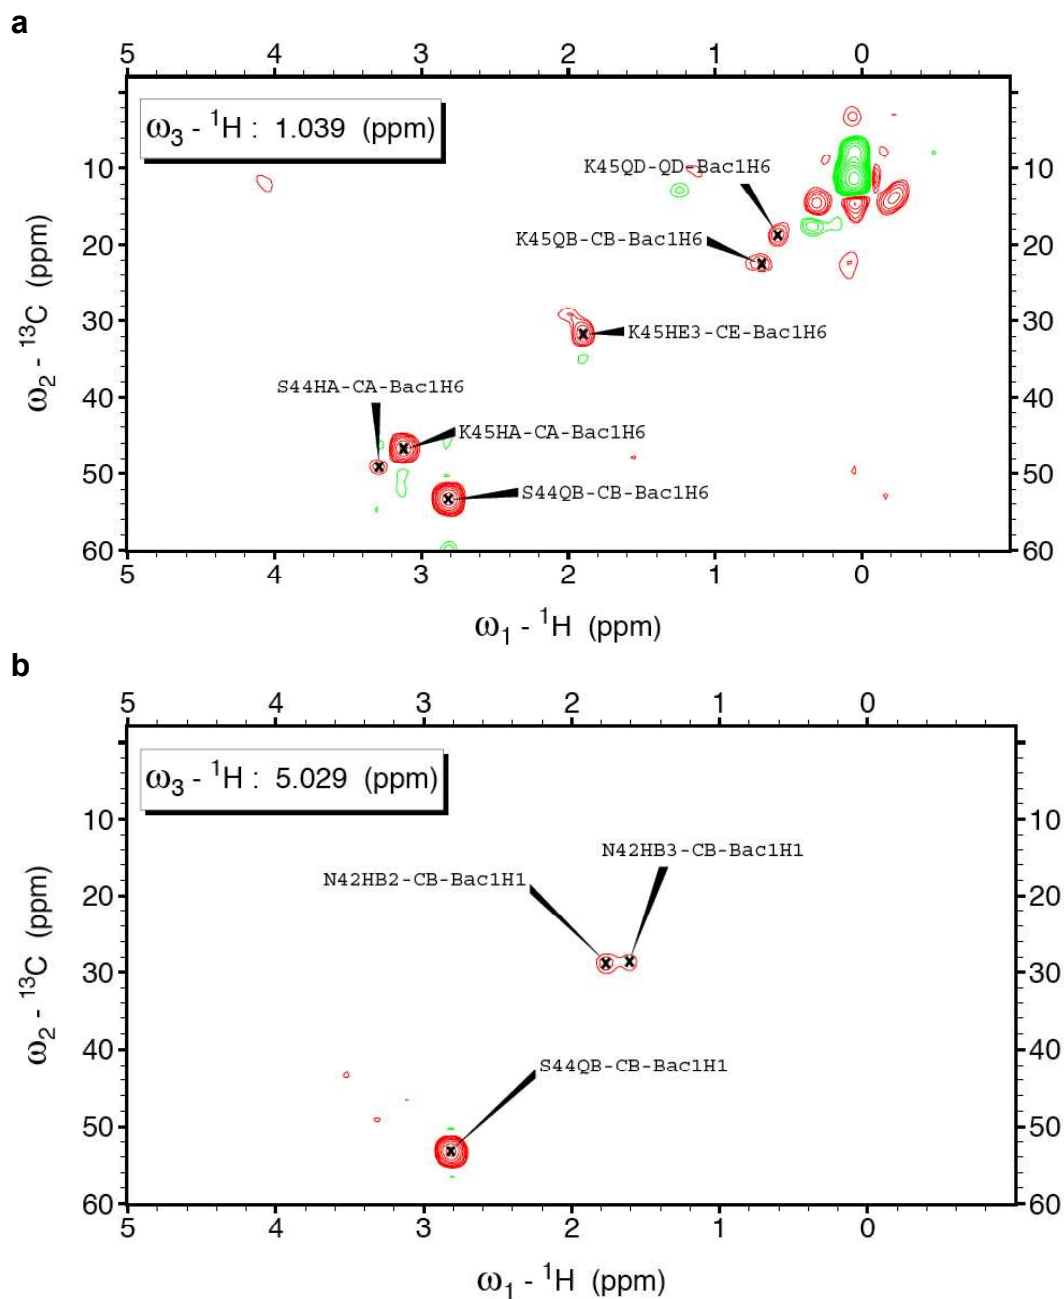 a
5 4 3 2 1 0
ω3 - 1H : 1.039 (ppm)
K45QD-QD-Bac1H6
10 10
K45QB-CB-Bac1H6
20 20
30 30
K45HE3-CE-Bac1H6
S44HA-CA-Bac1H6
40 40
K45HA-CA-Bac1H6
50 50
S44QB-CB-Bac1H6
60 60
ω2 - 13C (ppm)
5 4 3 2 1 0
ω1 - 1H (ppm)
b
5 4 3 2 1 0
ω3 - 1H : 5.029 (ppm)
10 10
N42HB3-CB-Bac1H1
N42HB2-CB-Bac1H1
20 20
30 30
40 40
S44QB-CB-Bac1H1
50 50
60 60
ω2 - 13C (ppm)
5 4 3 2 1 0
ω1 - 1H (ppm)